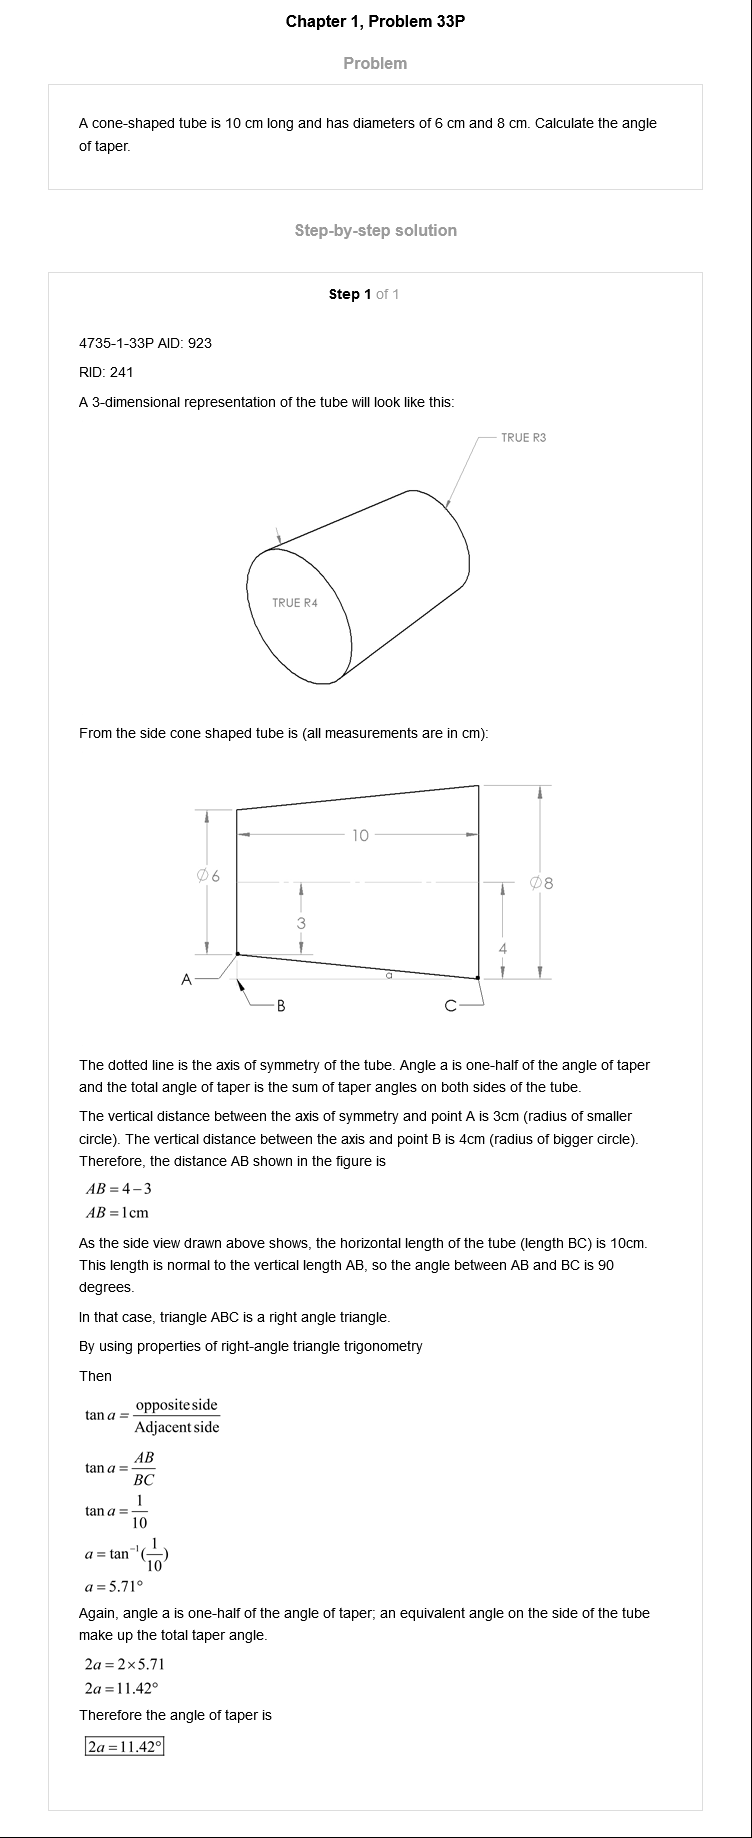 Chapter 1, Problem 33P
Problem
A cone-shaped tube is 10 cm long and has diameters of 6 cm and 8 cm. Calculate the angle
of taper.
Step-by-step solution
Step 1 of 1
4735-1-33P AID: 923
RID: 241
A 3-dimensional representation of the tube will look like this:
TRUE R3
TRUE R4
From the side cone shaped tube is (all measurements are in cm):
10
∅6
∅8
3
4
A
a
B
C
The dotted line is the axis of symmetry of the tube. Angle a is one-half of the angle of taper
and the total angle of taper is the sum of taper angles on both sides of the tube.
The vertical distance between the axis of symmetry and point A is 3cm (radius of smaller
circle). The vertical distance between the axis and point B is 4cm (radius of bigger circle).
Therefore, the distance AB shown in the figure is
AB = 4 – 3
AB = 1 cm
As the side view drawn above shows, the horizontal length of the tube (length BC) is 10cm.
This length is normal to the vertical length AB, so the angle between AB and BC is 90
degrees.
In that case, triangle ABC is a right angle triangle.
By using properties of right-angle triangle trigonometry
Then
tan a = opposite side / Adjacent side
tan a = AB / BC
tan a = 1 / 10
a = tan⁻¹(1/10)
a = 5.71°
Again, angle a is one-half of the angle of taper; an equivalent angle on the side of the tube
make up the total taper angle.
2a = 2 × 5.71
2a = 11.42°
Therefore the angle of taper is
2a = 11.42°